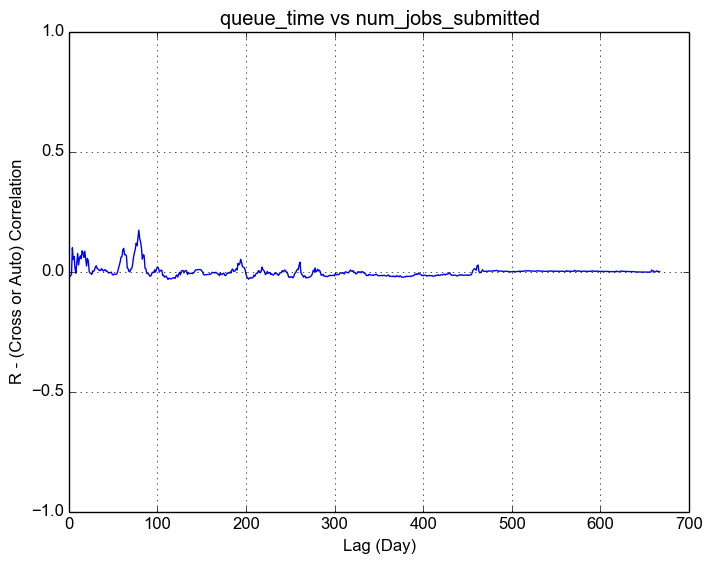 queue_time vs num_jobs_submitted
1.0
0.5
0.0
−0.5
−1.0
R - (Cross or Auto) Correlation
0 100 200 300 400 500 600 700
Lag (Day)